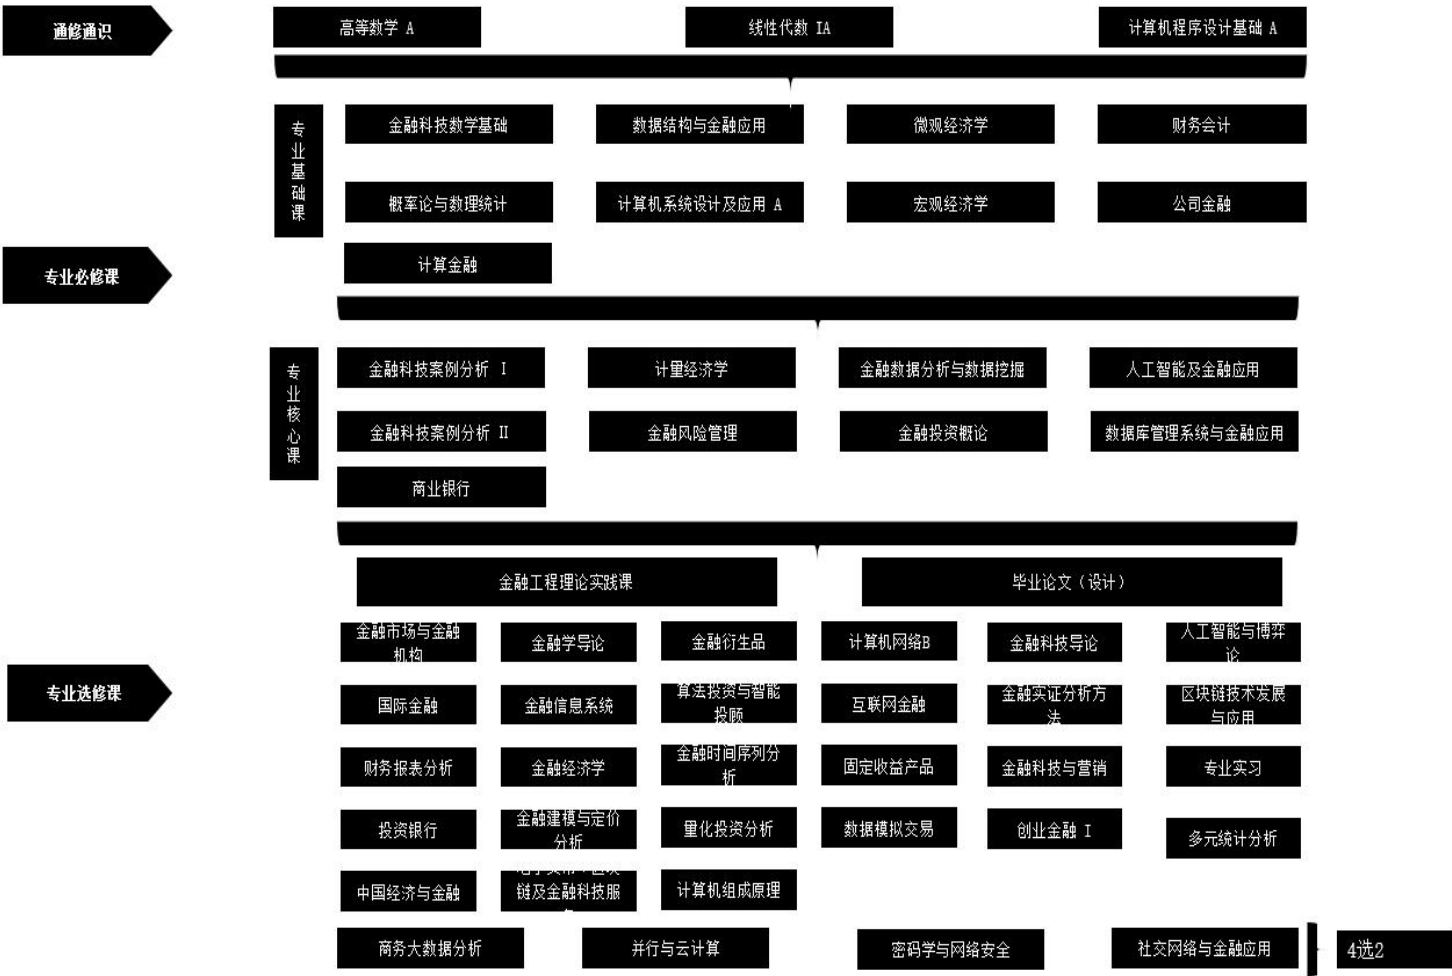 通修通识
高等数学 A
线性代数 IA
计算机程序设计基础 A
专业基础课
金融科技数学基础
数据结构与金融应用
微观经济学
财务会计
概率论与数理统计
计算机系统设计及应用 A
宏观经济学
公司金融
专业必修课
计算金融
专业核心课
金融科技案例分析 I
计量经济学
金融数据分析与数据挖掘
人工智能及金融应用
金融科技案例分析 II
金融风险管理
金融投资概论
数据库管理系统与金融应用
商业银行
金融工程理论实践课
毕业论文（设计）
专业选修课
金融市场与金融
机构
金融学导论
金融衍生品
计算机网络B
金融科技导论
人工智能与博弈
论
国际金融
金融信息系统
算法投资与智能
投顾
互联网金融
金融实证分析方
法
区块链技术发展
与应用
财务报表分析
金融经济学
金融时间序列分
析
固定收益产品
金融科技与营销
专业实习
投资银行
金融建模与定价
分析
量化投资分析
数据模拟交易
创业金融 I
多元统计分析
中国经济与金融
链及金融科技服
计算机组成原理
商务大数据分析
并行与云计算
密码学与网络安全
社交网络与金融应用
4选2